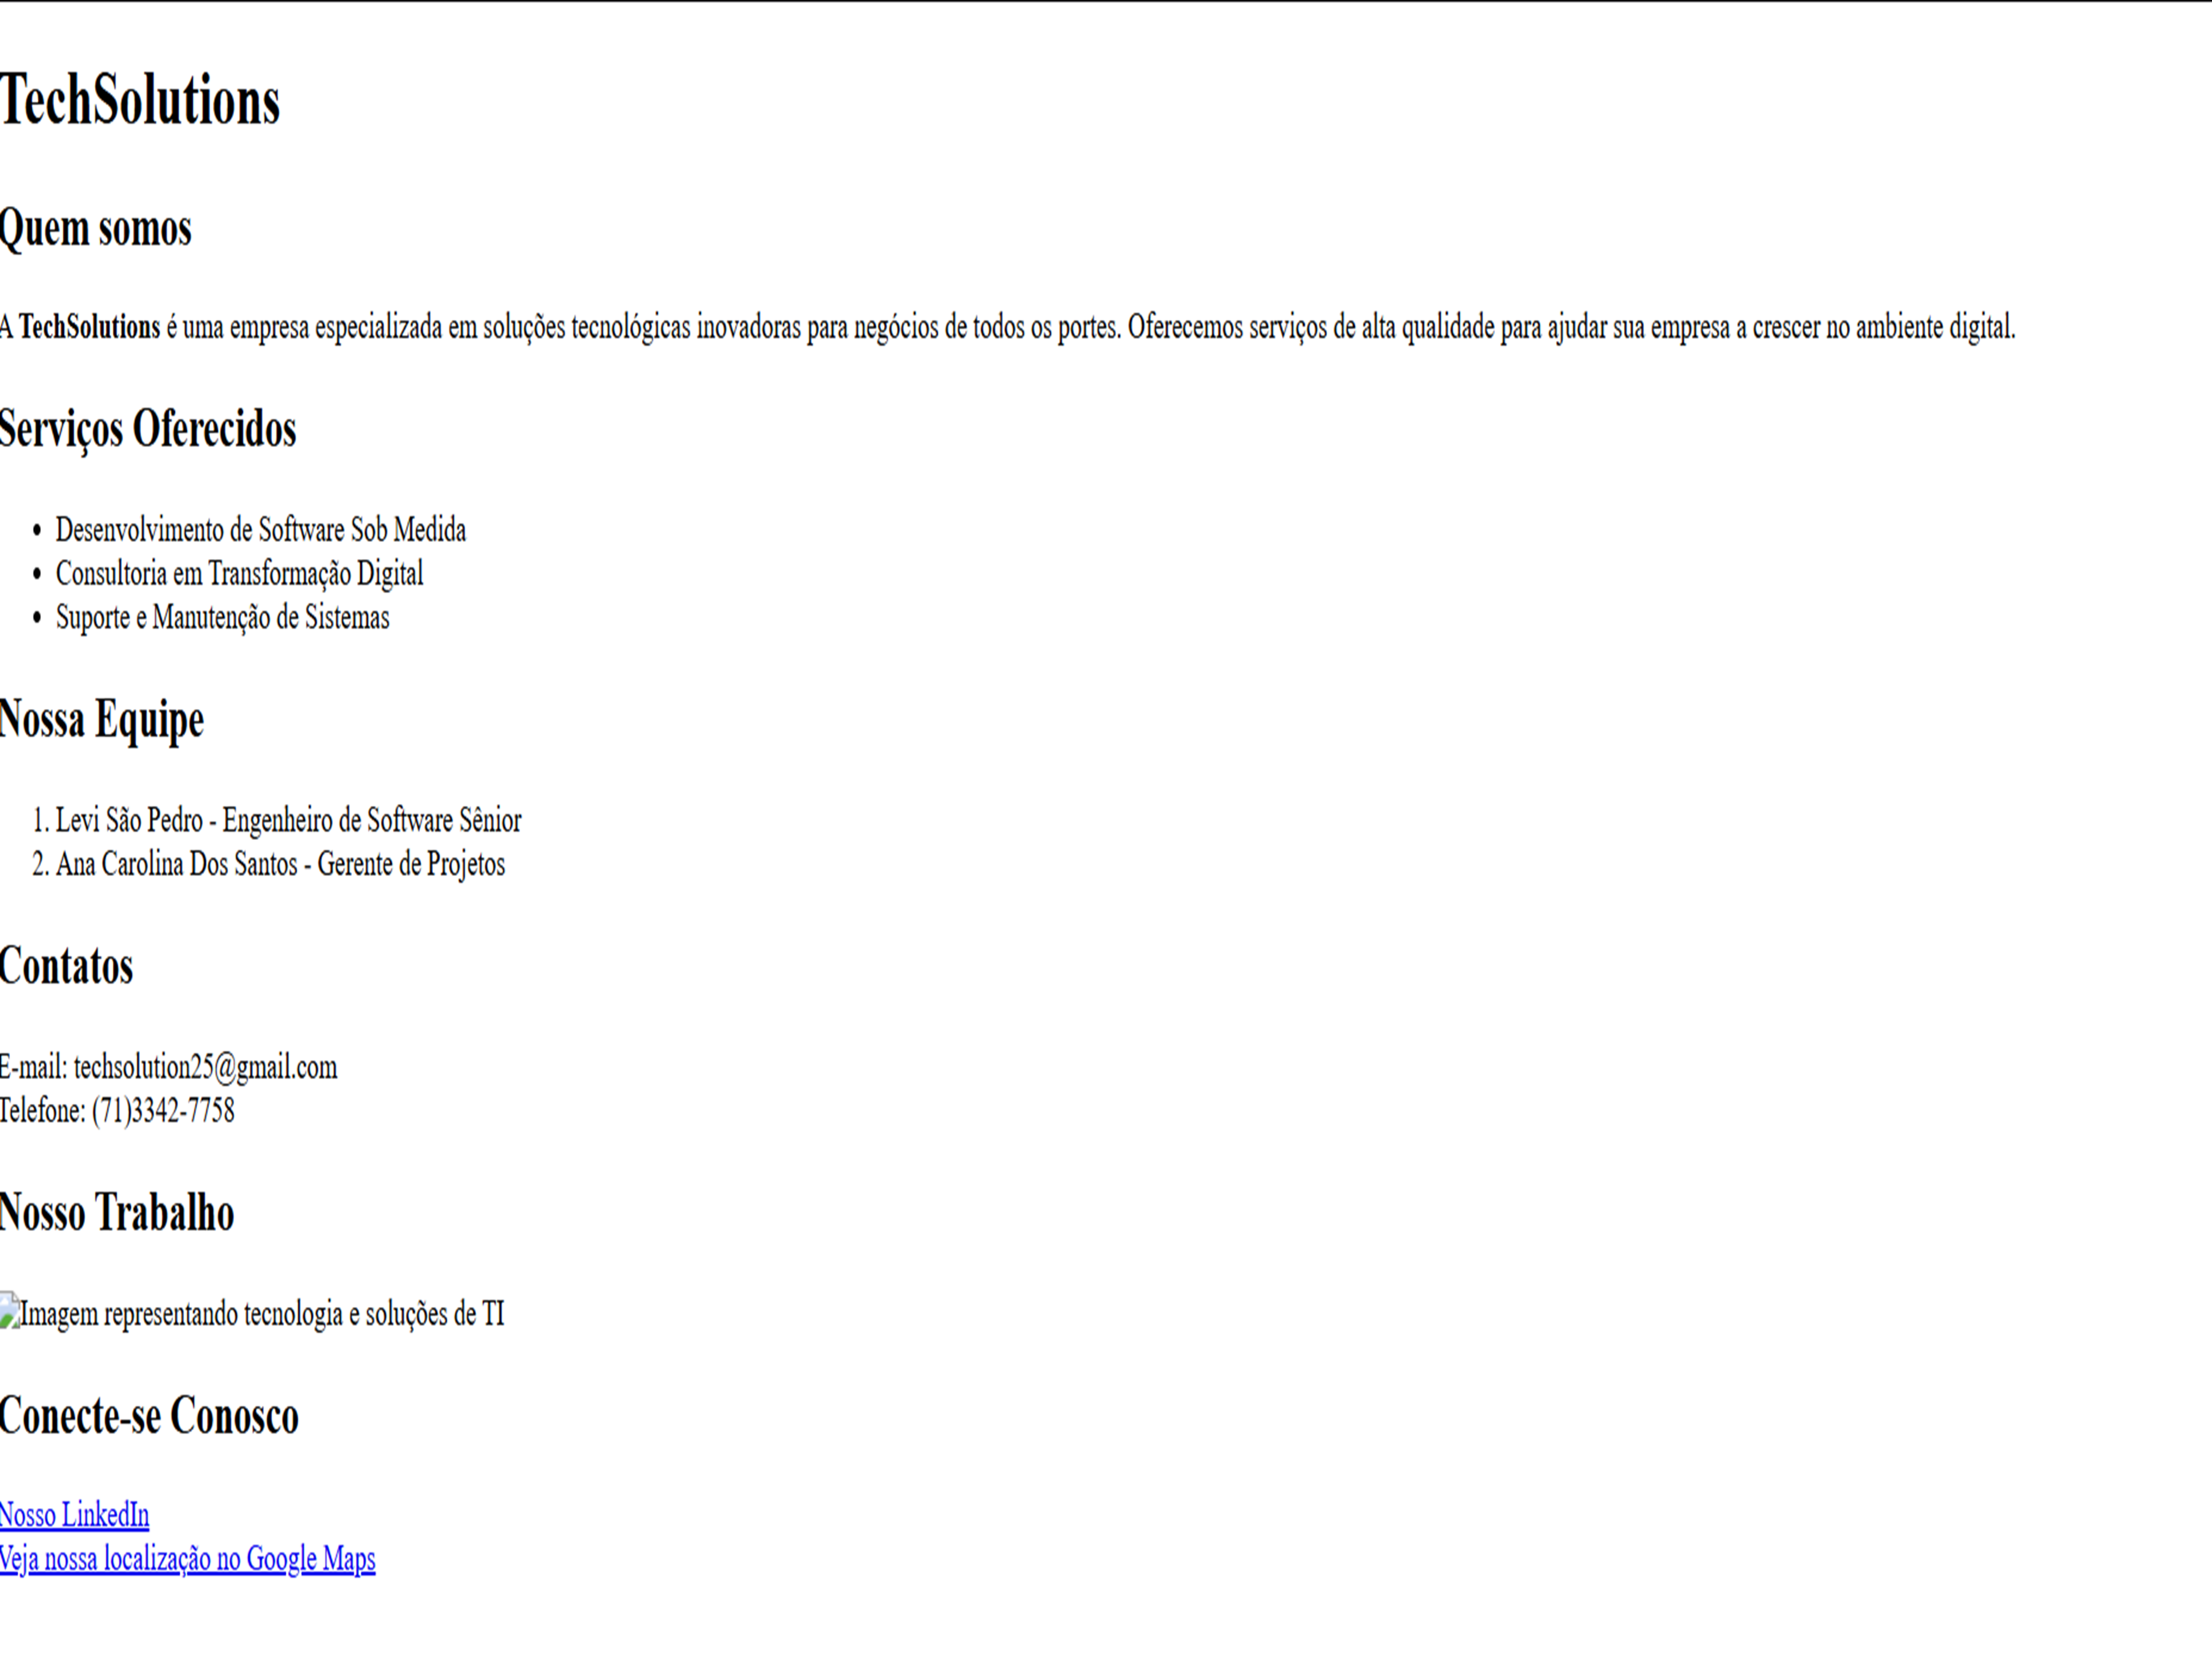 TechSolutions
Quem somos
A TechSolutions é uma empresa especializada em soluções tecnológicas inovadoras para negócios de todos os portes. Oferecemos serviços de alta qualidade para ajudar sua empresa a crescer no ambiente digital.
Serviços Oferecidos
• Desenvolvimento de Software Sob Medida
• Consultoria em Transformação Digital
• Suporte e Manutenção de Sistemas
Nossa Equipe
1. Levi São Pedro - Engenheiro de Software Sênior
2. Ana Carolina Dos Santos - Gerente de Projetos
Contatos
E-mail: techsolution25@gmail.com
Telefone: (71)3342-7758
Nosso Trabalho
Imagem representando tecnologia e soluções de TI
Conecte-se Conosco
Nosso LinkedIn
Veja nossa localização no Google Maps